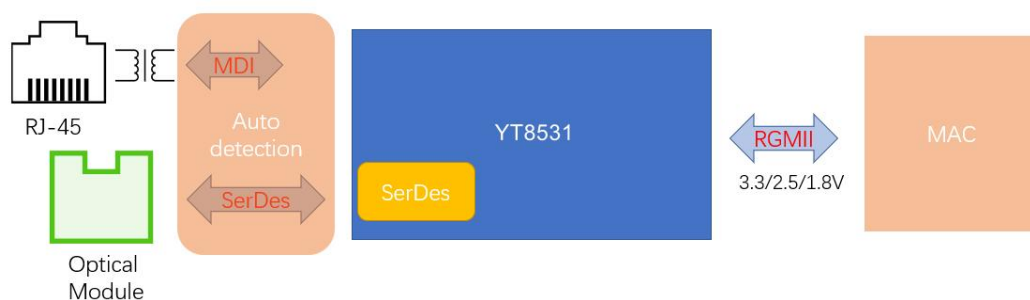 RJ-45
Optical
Module
MDI
Auto
detection
SerDes
YT8531
SerDes
RGMII
3.3/2.5/1.8V
MAC